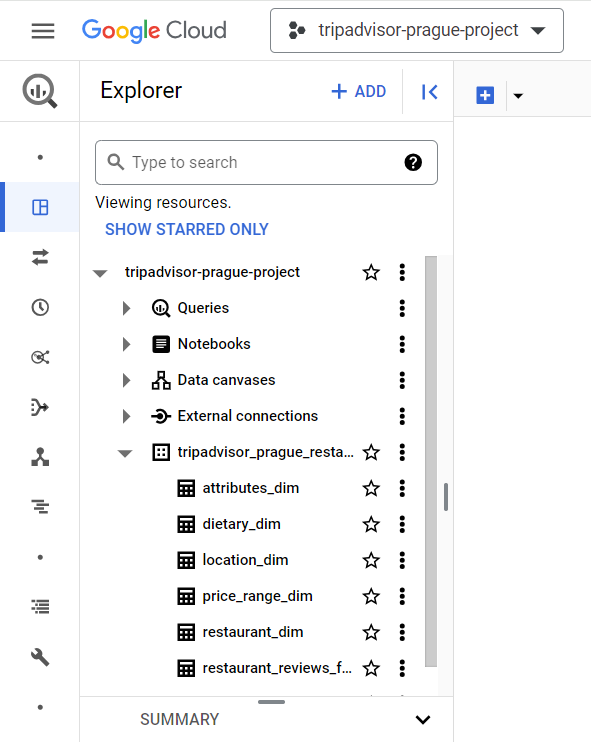 Google Cloud
tripadvisor-prague-project
Explorer
+ ADD
Type to search
Viewing resources.
SHOW STARRED ONLY
tripadvisor-prague-project
Queries
Notebooks
Data canvases
External connections
tripadvisor_prague_resta...
attributes_dim
dietary_dim
location_dim
price_range_dim
restaurant_dim
restaurant_reviews_f...
SUMMARY